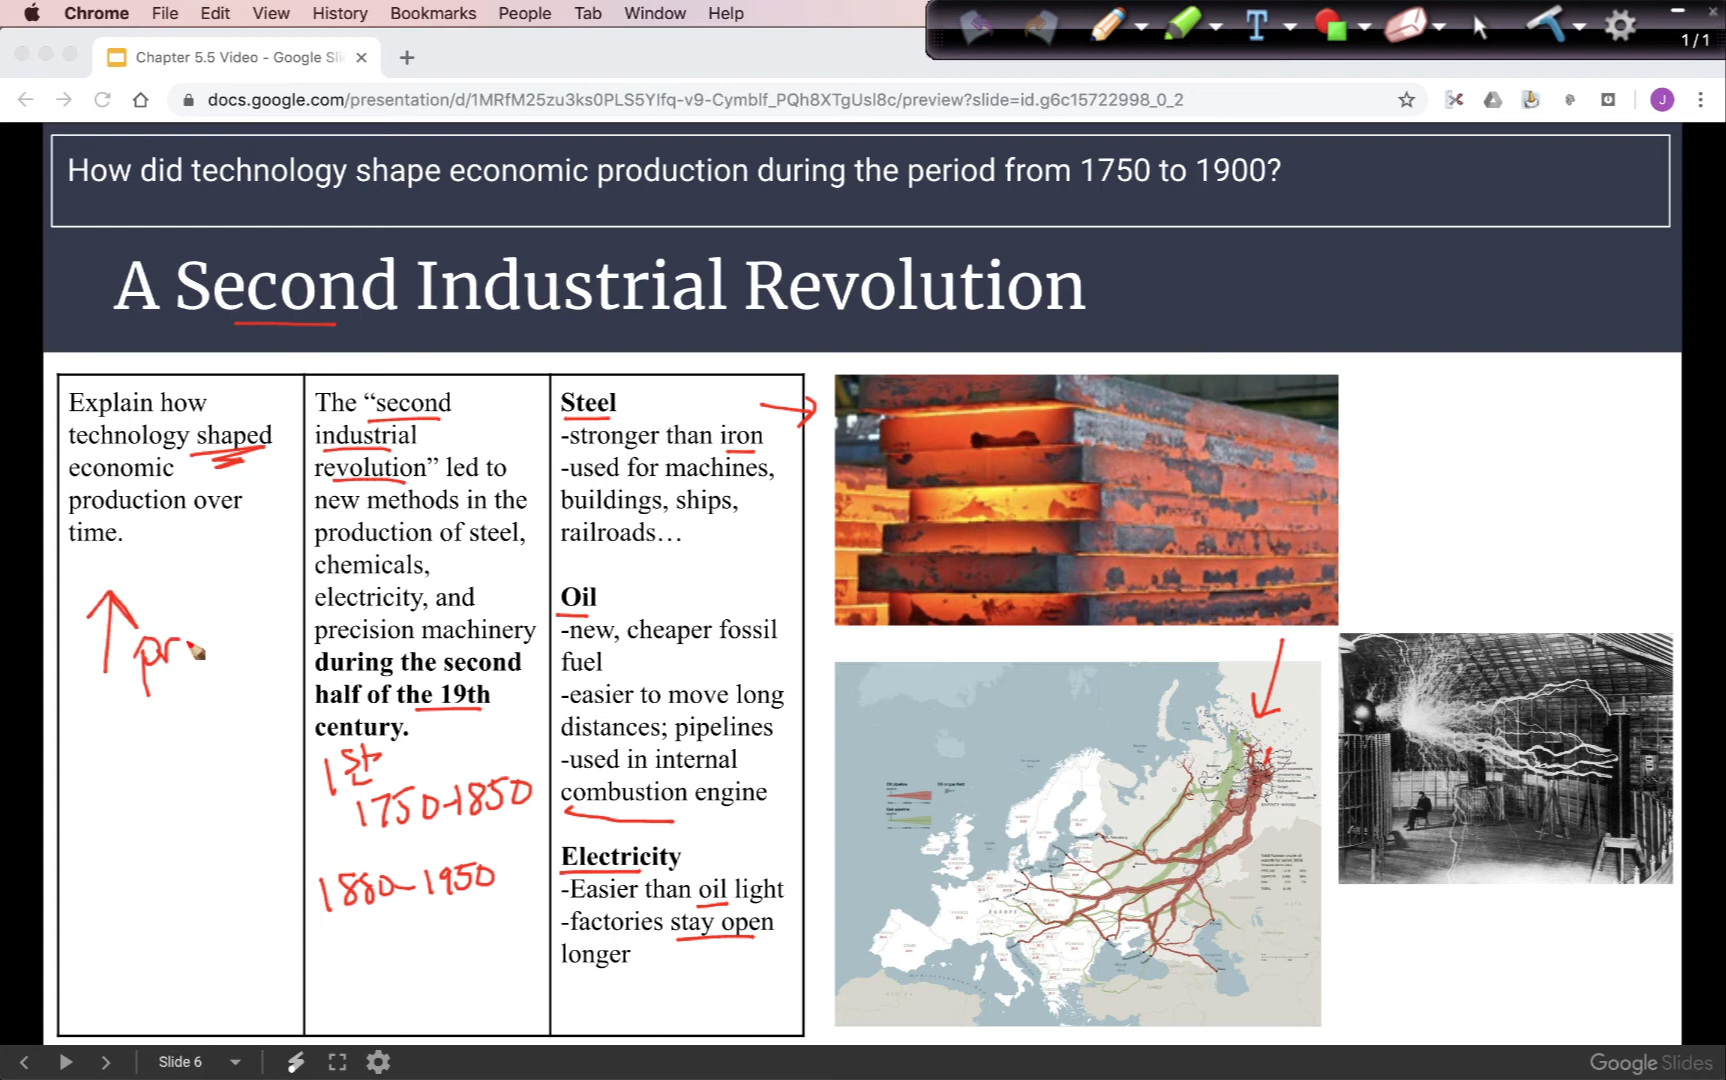 Chrome File Edit View History Bookmarks People Tab Window Help
1/1
Chapter 5.5 Video - Google Sli
docs.google.com/presentation/d/1MRfM25zu3ks0PLS5YIfq-v9-Cymblf_PQh8XTgUsl8c/preview?slide=id.g6c15722998_0_2
J
How did technology shape economic production during the period from 1750 to 1900?
A Second Industrial Revolution
Explain how
technology shaped
economic
production over
time.
pr
The “second
industrial
revolution” led to
new methods in the
production of steel,
chemicals,
electricity, and
precision machinery
during the second
half of the 19th
century.
1st
1750-1850
1880-1950
Steel
-stronger than iron
-used for machines,
buildings, ships,
railroads…
Oil
-new, cheaper fossil
fuel
-easier to move long
distances; pipelines
-used in internal
combustion engine
Electricity
-Easier than oil light
-factories stay open
longer
Slide 6
Google Slides